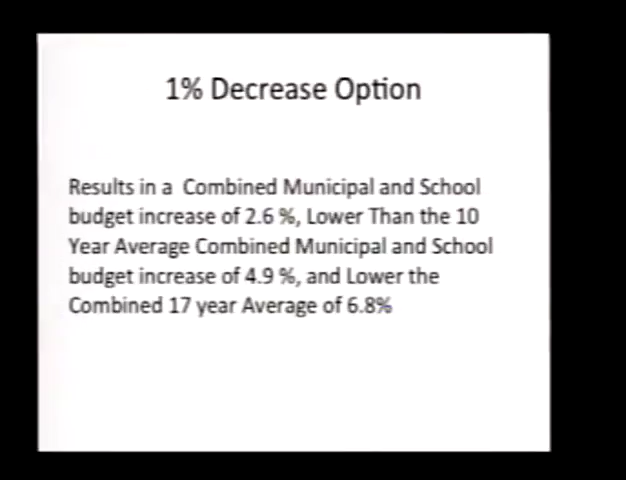 1% Decrease Option
Results in a Combined Municipal and School
budget increase of 2.6 %, Lower Than the 10
Year Average Combined Municipal and School
budget increase of 4.9 %, and Lower the
Combined 17 year Average of 6.8%